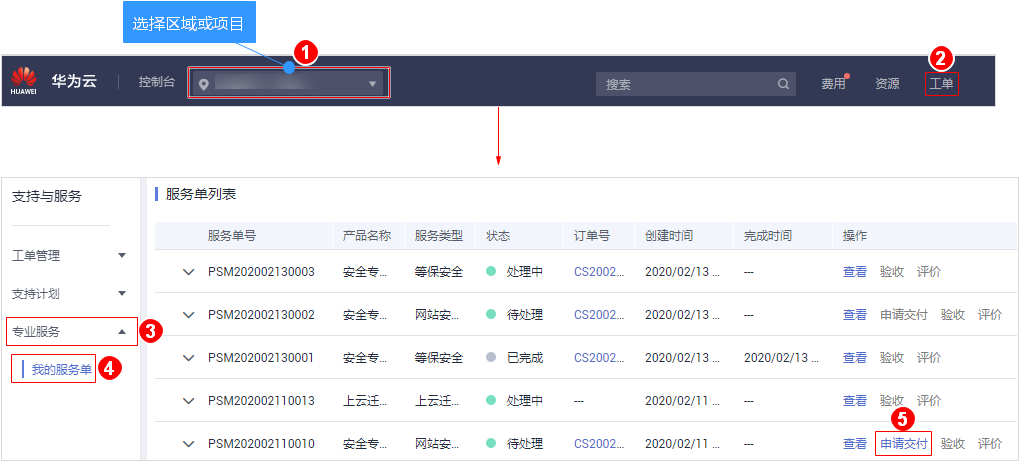 选择区域或项目
1
2
HUAWEI 华为云 控制台 搜索 费用 资源 工单
支持与服务
工单管理
支持计划
专业服务 3
我的服务单 4
服务单列表
服务单号 产品名称 服务类型 状态 订单号 创建时间 完成时间 操作
PSM202002130003 安全专... 等保安全 处理中 CS2002... 2020/02/13 ... --- 查看 验收 评价
PSM202002130002 安全专... 网站安... 待处理 CS2002... 2020/02/13 ... --- 查看 申请交付 验收 评价
PSM202002130001 安全专... 等保安全 已完成 CS2002... 2020/02/13 ... 2020/02/13 ... 查看 验收 评价
PSM202002110013 上云迁... 上云迁... 处理中 --- 2020/02/11 ... --- 查看 验收 评价
5
PSM202002110010 安全专... 网站安... 待处理 CS2002... 2020/02/11 ... --- 查看 申请交付 验收 评价